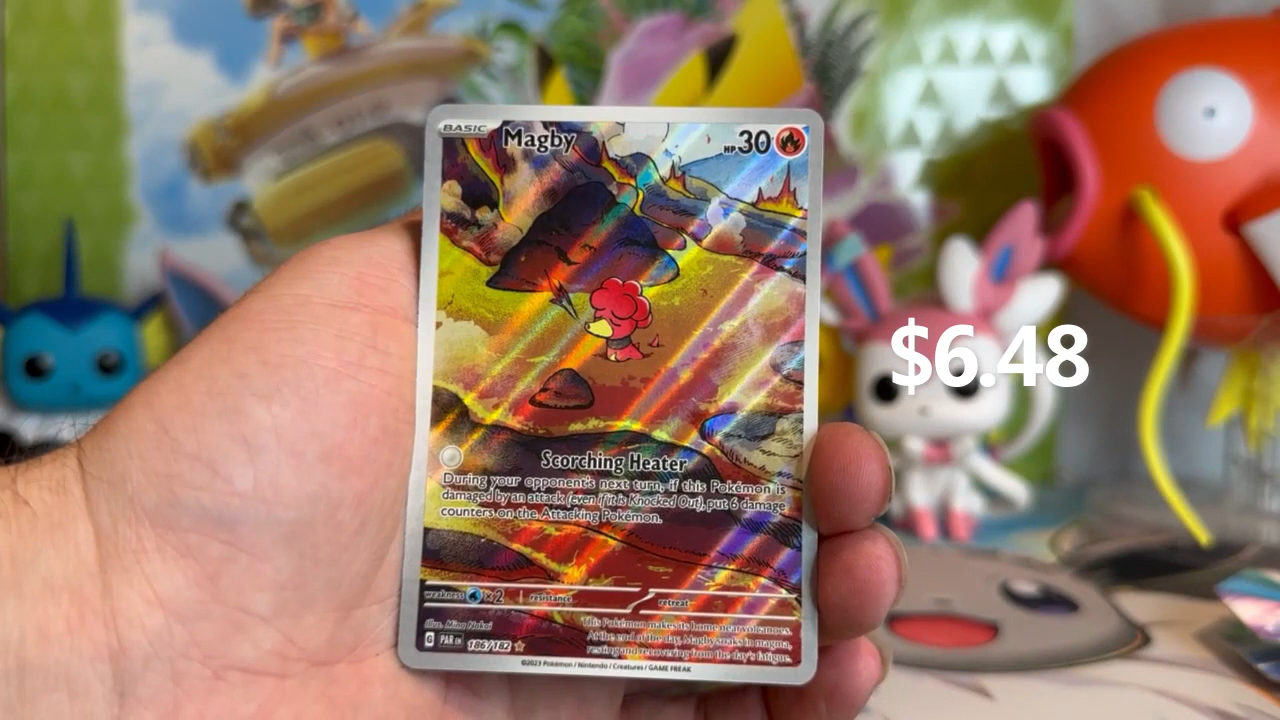 BASIC Magby HP30
$6.48
Scorching Heater
During your opponent's next turn, if this Pokémon is
damaged by an attack (even if it is Knocked Out), put 6 damage
counters on the Attacking Pokémon.
weakness ×2 resistance retreat
Illus. Mina Nakai
This Pokémon makes its home near volcanoes.
At the end of the day, Magby soaks in magma,
resting and recovering from the day's fatigue.
G PAR EN 186/182
©2023 Pokémon / Nintendo / Creatures / GAME FREAK